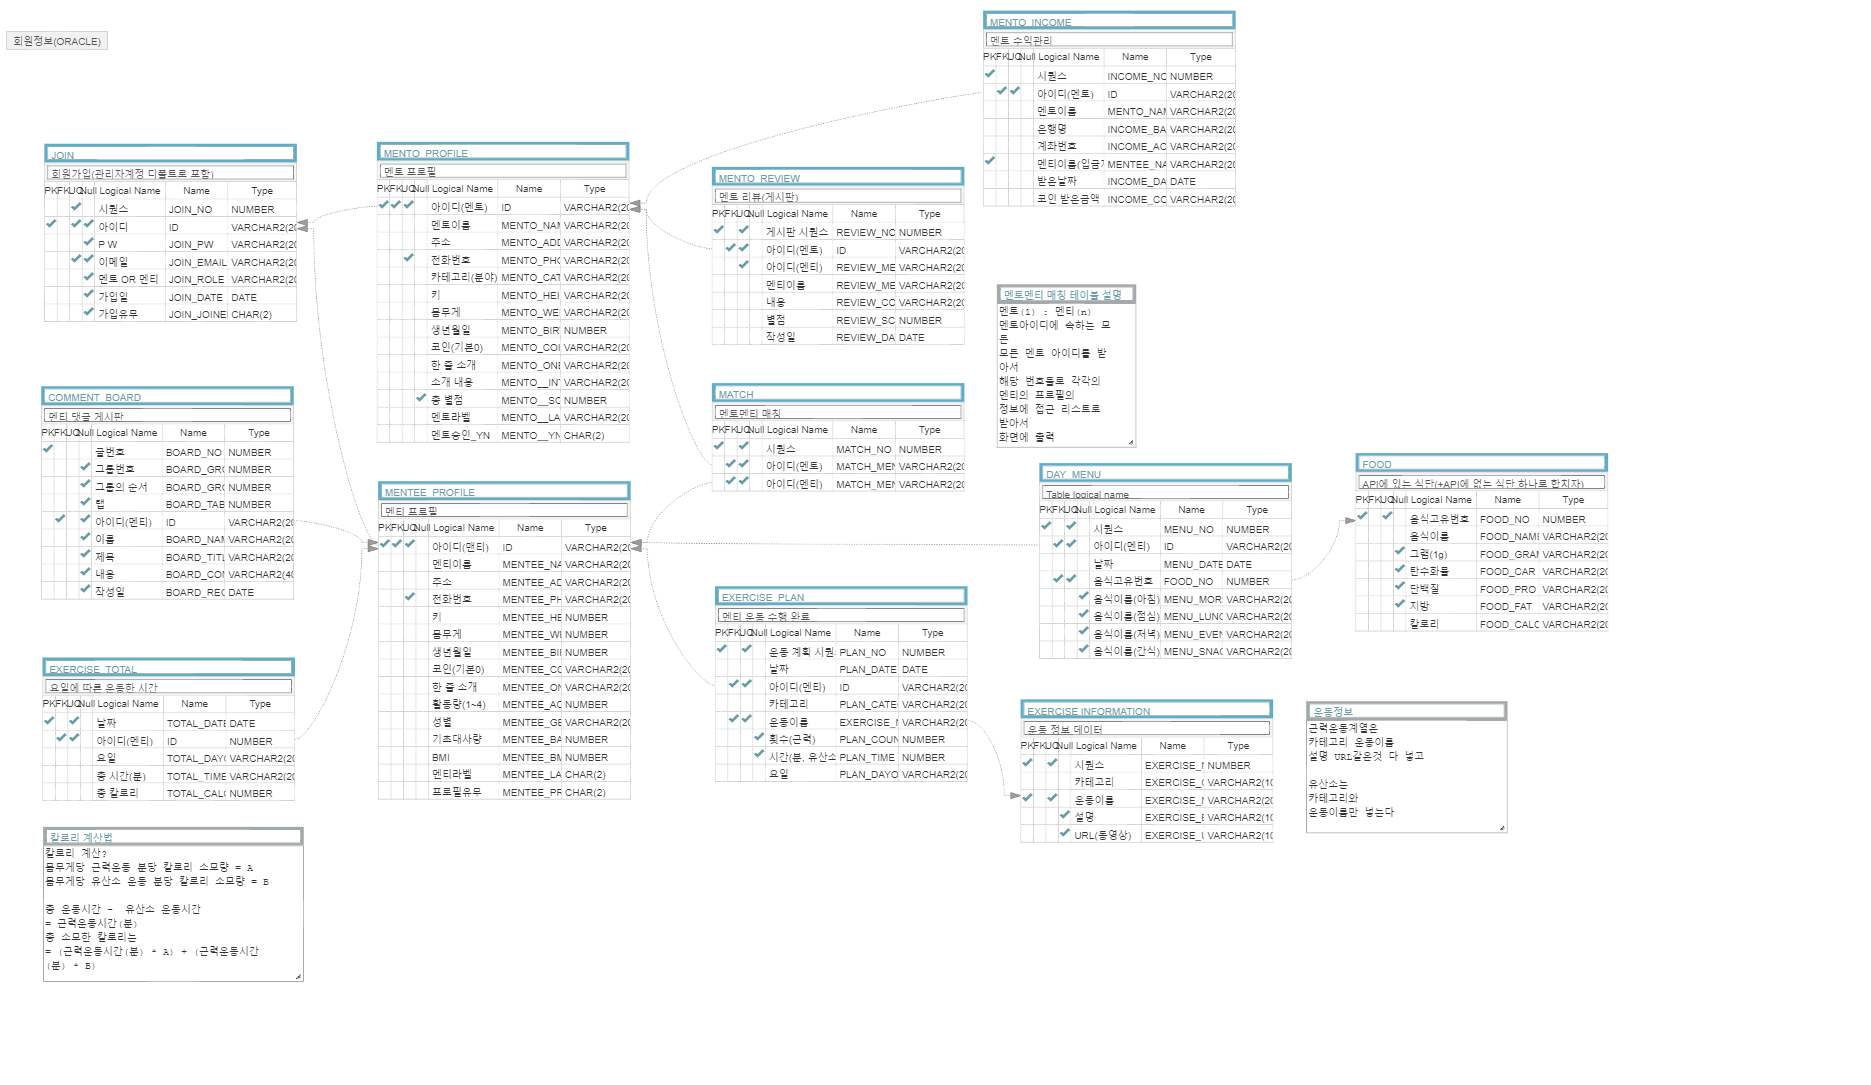 회원정보(ORACLE)
MENTO_INCOME
멘토 수익관리
PK FK UQ Null Logical Name Name Type
시퀀스 INCOME_NO NUMBER
아이디(멘토) ID VARCHAR2(20
멘토이름 MENTO_NAM VARCHAR2(20
은행명 INCOME_BA VARCHAR2(20
계좌번호 INCOME_AC VARCHAR2(20
멘티이름(입금 MENTEE_NA VARCHAR2(20
받은날짜 INCOME_DA DATE
코인 받은금액 INCOME_CO VARCHAR2(20
JOIN
회원가입(관리자계정 디폴트로 포함)
PK FK UQ Null Logical Name Name Type
시퀀스 JOIN_NO NUMBER
아이디 ID VARCHAR2(20
P W JOIN_PW VARCHAR2(20
이메일 JOIN_EMAIL VARCHAR2(20
멘토 OR 멘티 JOIN_ROLE VARCHAR2(20
가입일 JOIN_DATE DATE
가입유무 JOIN_JOINE CHAR(2)
MENTO_PROFILE
멘토 프로필
PK FK UQ Null Logical Name Name Type
아이디(멘토) ID VARCHAR2(20
멘토이름 MENTO_NAM VARCHAR2(20
주소 MENTO_ADD VARCHAR2(20
전화번호 MENTO_PHO VARCHAR2(20
카테고리(분야) MENTO_CAT VARCHAR2(20
키 MENTO_HEI VARCHAR2(20
몸무게 MENTO_WEI VARCHAR2(20
생년월일 MENTO_BIR NUMBER
코인(기본0) MENTO_COI VARCHAR2(20
한 줄 소개 MENTO_ONE VARCHAR2(20
소개 내용 MENTO__INT VARCHAR2(20
총 별점 MENTO__SC NUMBER
멘토라벨 MENTO__LA VARCHAR2(20
멘토승인_YN MENTO__YN CHAR(2)
MENTO_REVIEW
멘토 리뷰(게시판)
PK FK UQ Null Logical Name Name Type
게시판 시퀀스 REVIEW_NO NUMBER
아이디(멘토) ID VARCHAR2(20
아이디(멘티) REVIEW_ME VARCHAR2(20
멘티이름 REVIEW_ME VARCHAR2(20
내용 REVIEW_CO VARCHAR2(20
별점 REVIEW_SC NUMBER
작성일 REVIEW_DA DATE
멘토멘티 매칭 테이블 설명
멘토(1) : 멘티(n)
멘토아이디에 속하는 모
든
모든 멘토 아이디를 받
아서
해당 번호들로 각각의
멘티의 프로필의
정보에 접근 리스트로
받아서
화면에 출력
COMMENT_BOARD
멘티 댓글 게시판
PK FK UQ Null Logical Name Name Type
글번호 BOARD_NO NUMBER
그룹번호 BOARD_GRO NUMBER
그룹의 순서 BOARD_GRO NUMBER
탭 BOARD_TAB NUMBER
아이디(멘티) ID VARCHAR2(20
이름 BOARD_NAM VARCHAR2(20
제목 BOARD_TITL VARCHAR2(20
내용 BOARD_CON VARCHAR2(40
작성일 BOARD_REG DATE
MATCH
멘토멘티 매칭
PK FK UQ Null Logical Name Name Type
시퀀스 MATCH_NO NUMBER
아이디(멘토) MATCH_MEN VARCHAR2(20
아이디(멘티) MATCH_MEN VARCHAR2(20
MENTEE_PROFILE
멘티 프로필
PK FK UQ Null Logical Name Name Type
아이디(맨티) ID VARCHAR2(20
멘티이름 MENTEE_NA VARCHAR2(20
주소 MENTEE_AD VARCHAR2(20
전화번호 MENTEE_PH VARCHAR2(20
키 MENTEE_HE NUMBER
몸무게 MENTEE_WE NUMBER
생년월일 MENTEE_BI NUMBER
코인(기본0) MENTEE_CO VARCHAR2(20
한 줄 소개 MENTEE_ON VARCHAR2(20
활동량(1~4) MENTEE_AC NUMBER
성별 MENTEE_GE VARCHAR2(20
기초대사량 MENTEE_BA NUMBER
BMI MENTEE_BM NUMBER
멘티라벨 MENTEE_LA CHAR(2)
프로필유무 MENTEE_PR CHAR(2)
DAY_MENU
Table logical name
PK FK UQ Null Logical Name Name Type
시퀀스 MENU_NO NUMBER
아이디(멘티) ID VARCHAR2(20
날짜 MENU_DATE DATE
음식고유번호 FOOD_NO NUMBER
음식이름(아침) MENU_MOR VARCHAR2(20
음식이름(점심) MENU_LUNC VARCHAR2(20
음식이름(저녁) MENU_EVEN VARCHAR2(20
음식이름(간식) MENU_SNAC VARCHAR2(20
FOOD
API에 있는 식단(+API에 없는 식단 하나로 합치자)
PK FK UQ Null Logical Name Name Type
음식고유번호 FOOD_NO NUMBER
음식이름 FOOD_NAME VARCHAR2(20
그램(1g) FOOD_GRAM VARCHAR2(20
탄수화물 FOOD_CAR VARCHAR2(20
단백질 FOOD_PRO VARCHAR2(20
지방 FOOD_FAT VARCHAR2(20
칼로리 FOOD_CALO VARCHAR2(20
EXERCISE_PLAN
멘티 운동 수행 완료
PK FK UQ Null Logical Name Name Type
운동 계획 시퀀 PLAN_NO NUMBER
날짜 PLAN_DATE DATE
아이디(멘티) ID VARCHAR2(20
카테고리 PLAN_CATE VARCHAR2(20
운동이름 EXERCISE_ VARCHAR2(20
횟수(근력) PLAN_COUN NUMBER
시간(분, 유산소 PLAN_TIME NUMBER
요일 PLAN_DAYO VARCHAR2(20
EXERCISE_TOTAL
요일에 따른 운동한 시간
PK FK UQ Null Logical Name Name Type
날짜 TOTAL_DATE DATE
아이디(멘티) ID NUMBER
요일 TOTAL_DAYO VARCHAR2(20
총 시간(분) TOTAL_TIME VARCHAR2(20
총 칼로리 TOTAL_CALO NUMBER
EXERCISE INFORMATION
운동 정보 데이터
PK FK UQ Null Logical Name Name Type
시퀀스 EXERCISE_ NUMBER
카테고리 EXERCISE_ VARCHAR2(10
운동이름 EXERCISE_ VARCHAR2(20
설명 EXERCISE_ VARCHAR2(10
URL(동영상) EXERCISE_ VARCHAR2(10
운동정보
근력운동계열은
카테고리 운동이름
설명 URL같은것 다 넣고
유산소는
카테고리와
운동이름만 넣는다
칼로리 계산법
칼로리 계산?
몸무게당 근력운동 분당 칼로리 소모량 = A
몸무게당 유산소 운동 분당 칼로리 소모량 = B
총 운동시간 - 유산소 운동시간
= 근력운동시간(분)
총 소모한 칼로리는
= (근력운동시간(분) * A) + (근력운동시간
(분) * B)